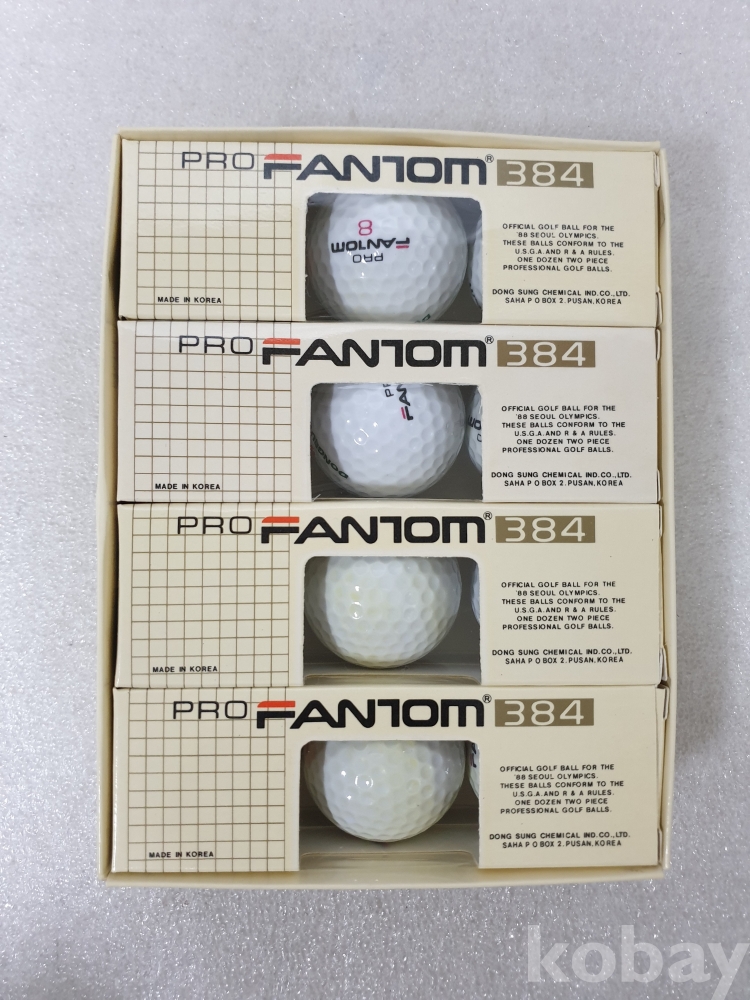 PRO FANTOM® 384
8
FANTOM
PRO
OFFICIAL GOLF BALL FOR THE
'88 SEOUL OLYMPICS.
THESE BALLS CONFORM TO THE
U.S.G.A. AND R & A RULES.
ONE DOZEN TWO PIECE
PROFESSIONAL GOLF BALLS.
DONG SUNG CHEMICAL IND.CO.,LTD.
SAHA P O BOX 2. PUSAN, KOREA
MADE IN KOREA
PRO FANTOM® 384
OFFICIAL GOLF BALL FOR THE
'88 SEOUL OLYMPICS.
THESE BALLS CONFORM TO THE
U.S.G.A. AND R & A RULES.
ONE DOZEN TWO PIECE
PROFESSIONAL GOLF BALLS.
DONG SUNG CHEMICAL IND.CO.,LTD.
SAHA P O BOX 2. PUSAN, KOREA
MADE IN KOREA
PRO FANTOM® 384
OFFICIAL GOLF BALL FOR THE
'88 SEOUL OLYMPICS.
THESE BALLS CONFORM TO THE
U.S.G.A. AND R & A RULES.
ONE DOZEN TWO PIECE
PROFESSIONAL GOLF BALLS.
DONG SUNG CHEMICAL IND.CO.,LTD.
SAHA P O BOX 2. PUSAN, KOREA
MADE IN KOREA
PRO FANTOM® 384
OFFICIAL GOLF BALL FOR THE
'88 SEOUL OLYMPICS.
THESE BALLS CONFORM TO THE
U.S.G.A. AND R & A RULES.
ONE DOZEN TWO PIECE
PROFESSIONAL GOLF BALLS.
DONG SUNG CHEMICAL IND.CO.,LTD.
SAHA P O BOX 2. PUSAN, KOREA
MADE IN KOREA
kobay